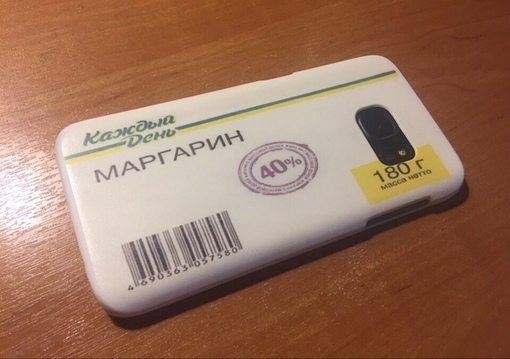 Каждый
День
МАРГАРИН
40%
180 г
масса нетто
4 690363 057580